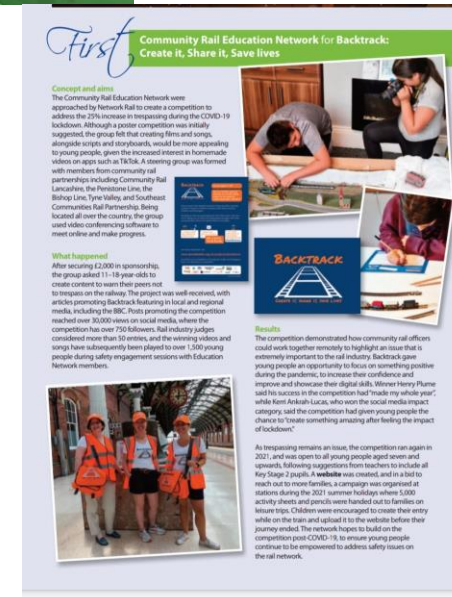 First
Community Rail Education Network for Backtrack:
Create it, Share it, Save lives
Concept and aims
The Community Rail Education Network were
approached by Network Rail to create a competition to
address the 25% increase in trespassing during the COVID-19
lockdown. Although a poster competition was initially
suggested, the group felt that creating films and songs,
alongside scripts and storyboards, would be more appealing
to young people, given the increased interest in homemade
videos on apps such as TikTok. A steering group was formed
with members from community rail
partnerships including Community Rail
Lancashire, the Penistone Line, the
Bishop Line, Tyne Valley, and Southeast
Communities Rail Partnership. Being
located all over the country, the group
used video conferencing software to
meet online and make progress.
What happened
After securing £2,000 in sponsorship,
the group asked 11–18-year-olds to
create content to warn their peers not
to trespass on the railway. The project was well-received, with
articles promoting Backtrack featuring in local and regional
media, including the BBC. Posts promoting the competition
reached over 30,000 views on social media, where the
competition has over 750 followers. Rail industry judges
considered more than 50 entries, and the winning videos and
songs have subsequently been played to over 1,500 young
people during safety engagement sessions with Education
Network members.
BACKTRACK
BACKTRACK
CREATE IT SHARE IT SAVE LIVES
Results
The competition demonstrated how community rail officers
could work together remotely to highlight an issue that is
extremely important to the rail industry. Backtrack gave
young people an opportunity to focus on something positive
during the pandemic, to increase their confidence and
improve and showcase their digital skills. Winner Henry Plume
said his success in the competition had "made my whole year",
while Kerri Ankrah-Lucas, who won the social media impact
category, said the competition had given young people the
chance to "create something amazing after feeling the impact
of lockdown."
As trespassing remains an issue, the competition ran again in
2021, and was open to all young people aged seven and
upwards, following suggestions from teachers to include all
Key Stage 2 pupils. A website was created, and in a bid to
reach out to more families, a campaign was organised at
stations during the 2021 summer holidays where 5,000
activity sheets and pencils were handed out to families on
leisure trips. Children were encouraged to create their entry
while on the train and upload it to the website before their
journey ended. The network hopes to build on the
competition post-COVID-19, to ensure young people
continue to be empowered to address safety issues on
the rail network.